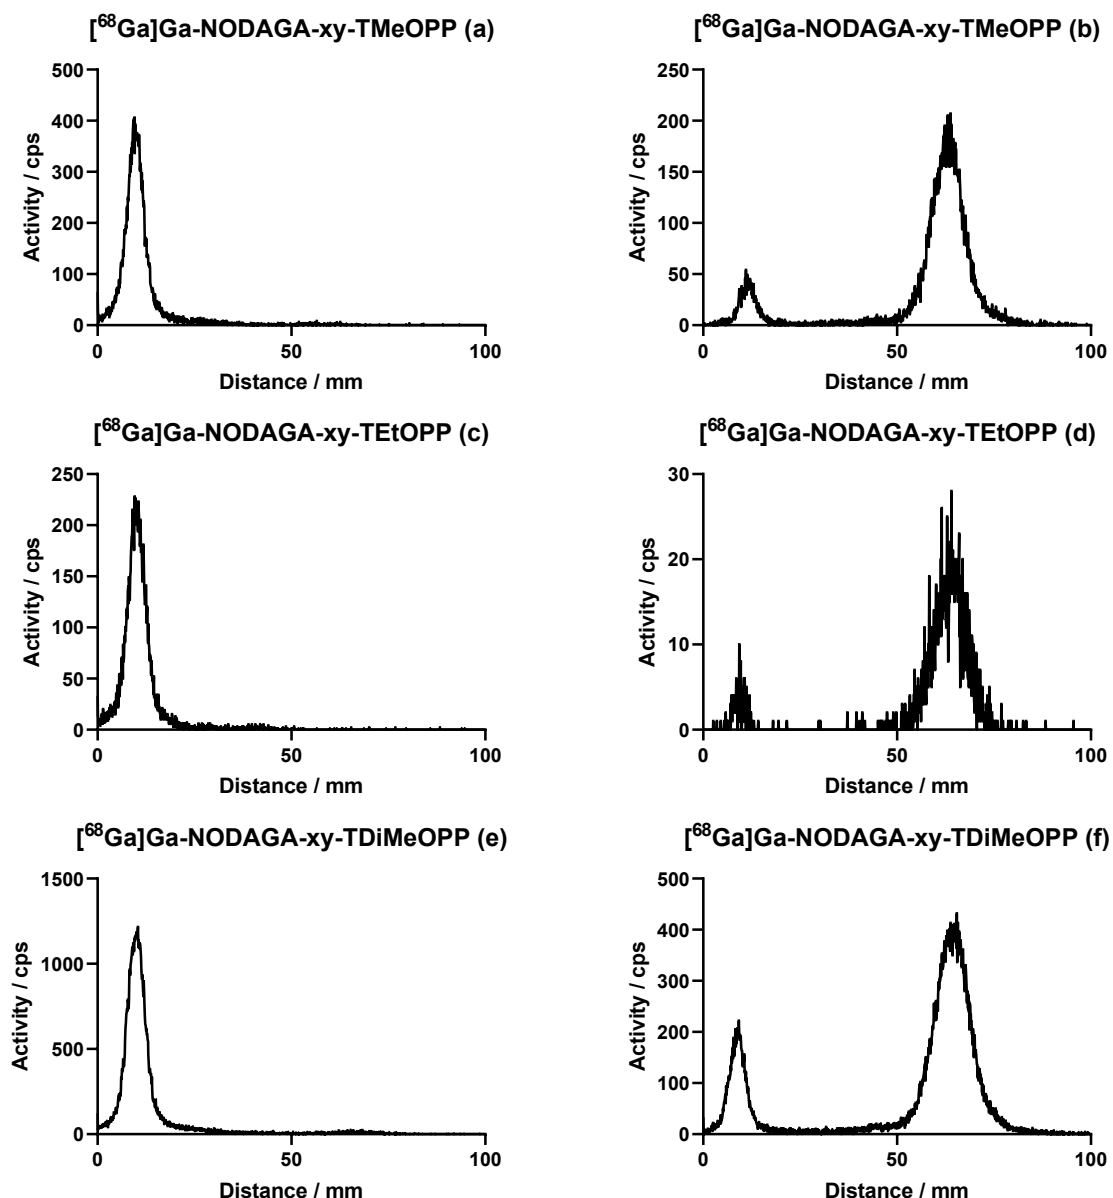 [⁶⁸Ga]Ga-NODAGA-xy-TMeOPP (a)
500
400
300
200
100
0
Activity / cps
0 50 100
Distance / mm
[⁶⁸Ga]Ga-NODAGA-xy-TMeOPP (b)
250
200
150
100
50
0
Activity / cps
0 50 100
Distance / mm
[⁶⁸Ga]Ga-NODAGA-xy-TEtOPP (c)
250
200
150
100
50
0
Activity / cps
0 50 100
Distance / mm
[⁶⁸Ga]Ga-NODAGA-xy-TEtOPP (d)
30
20
10
0
Activity / cps
0 50 100
Distance / mm
[⁶⁸Ga]Ga-NODAGA-xy-TDiMeOPP (e)
1500
1000
500
0
Activity / cps
0 50 100
Distance / mm
[⁶⁸Ga]Ga-NODAGA-xy-TDiMeOPP (f)
500
400
300
200
100
0
Activity / cps
0 50 100
Distance / mm